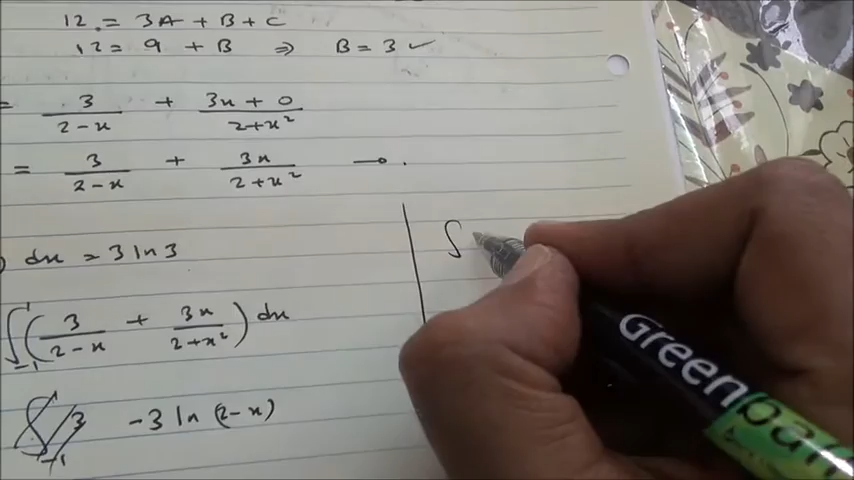 12 = 3A + B + C
12 = 9 + B ⇒ B = 3 ✓
= 3/(2-x) + (3x + 0)/(2+x²)
= 3/(2-x) + 3x/(2+x²) → .
) dx = 3 ln 3
∫₋₁¹ (3/(2-x) + 3x/(2+x²)) dx
-3 ln (2-x)
∫
Green Board